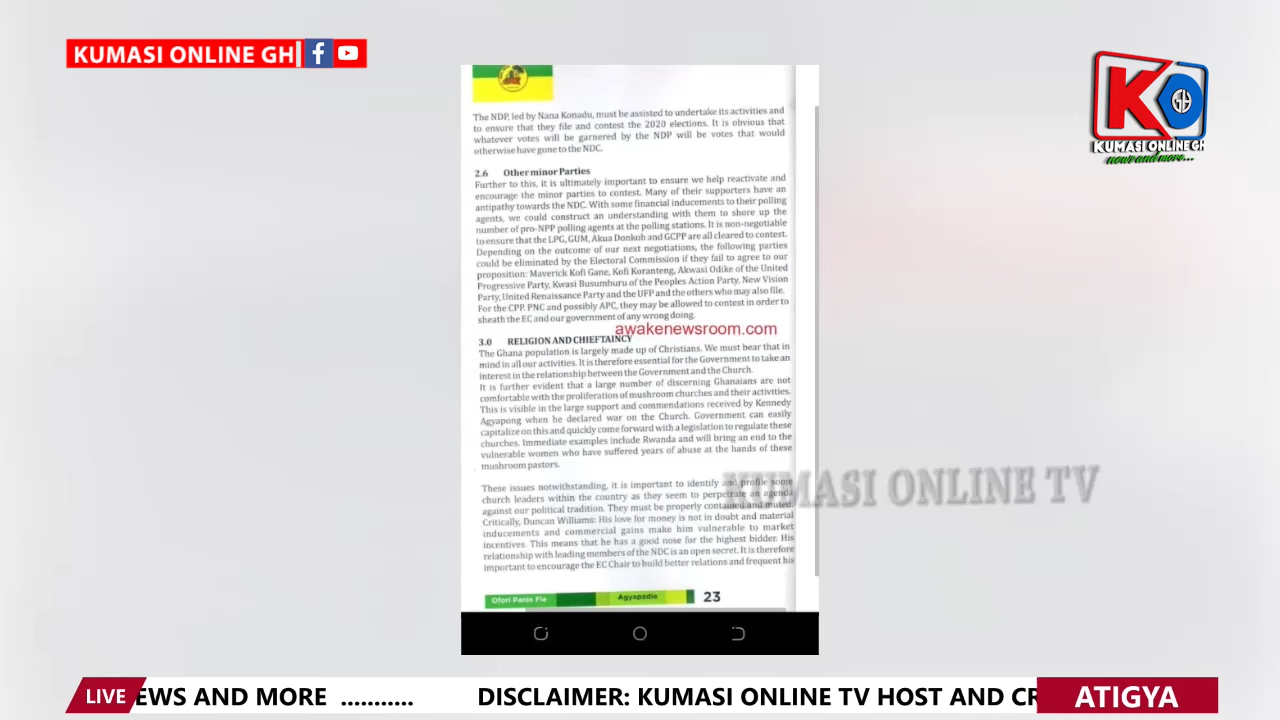 KUMASI ONLINE GH
KO
GH
KUMASI ONLINE GH
news and more...
The NDP, led by Nana Konadu, must be assisted to undertake its activities and
to ensure that they file and contest the 2020 elections. It is obvious that
whatever votes will be garnered by the NDP will be votes that would
otherwise have gone to the NDC.
2.6 Other minor Parties
Further to this, it is ultimately important to ensure we help reactivate and
encourage the minor parties to contest. Many of their supporters have an
antipathy towards the NDC. With some financial inducements to their polling
agents, we could construct an understanding with them to shore up the
number of pro-NPP polling agents at the polling stations. It is non-negotiable
to ensure that the LPG, GUM, Akua Donkoh and GCPP are all cleared to contest.
Depending on the outcome of our next negotiations, the following parties
could be eliminated by the Electoral Commission if they fail to agree to our
proposition: Maverick Kofi Gane, Kofi Koranteng, Akwasi Odike of the United
Progressive Party, Kwasi Busumburu of the Peoples Action Party, New Vision
Party, United Renaissance Party and the UFP and the others who may also file.
For the CPP, PNC and possibly APC, they may be allowed to contest in order to
sheath the EC and our government of any wrong doing.
awakenewsroom.com
3.0 RELIGION AND CHIEFTAINCY
The Ghana population is largely made up of Christians. We must bear that in
mind in all our activities. It is therefore essential for the Government to take an
interest in the relationship between the Government and the Church.
It is further evident that a large number of discerning Ghanaians are not
comfortable with the proliferation of mushroom churches and their activities.
This is visible in the large support and commendations received by Kennedy
Agyapong when he declared war on the Church. Government can easily
capitalize on this and quickly come forward with a legislation to regulate these
churches. Immediate examples include Rwanda and will bring an end to the
vulnerable women who have suffered years of abuse at the hands of these
mushroom pastors.
KUMASI ONLINE TV
These issues notwithstanding, it is important to identify and profile some
church leaders within the country as they seem to perpetrate an agenda
against our political tradition. They must be properly contained and muted.
Critically, Duncan Williams: His love for money is not in doubt and material
inducements and commercial gains make him vulnerable to market
incentives. This means that he has a good nose for the highest bidder. His
relationship with leading members of the NDC is an open secret. It is therefore
important to encourage the EC Chair to build better relations and frequent his
Ofori Panin Fie Agyapadie 23
LIVE EWS AND MORE ........... DISCLAIMER: KUMASI ONLINE TV HOST AND CR ATIGYA